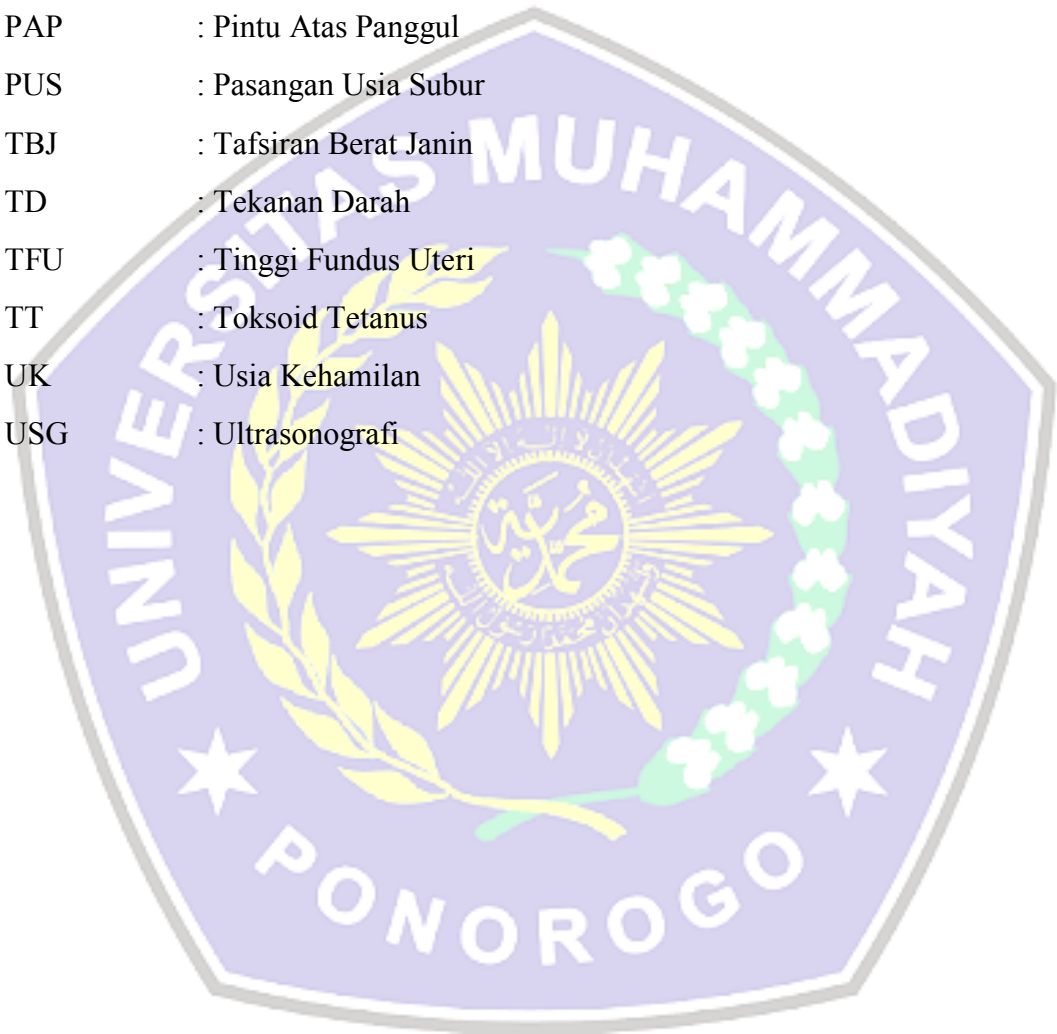 PAP : Pintu Atas Panggul
PUS : Pasangan Usia Subur
TBJ : Tafsiran Berat Janin
TD : Tekanan Darah
TFU : Tinggi Fundus Uteri
TT : Toksoid Tetanus
UK : Usia Kehamilan
USG : Ultrasonografi
UNIVERSITAS MUHAMMADIYAH
PONOROGO